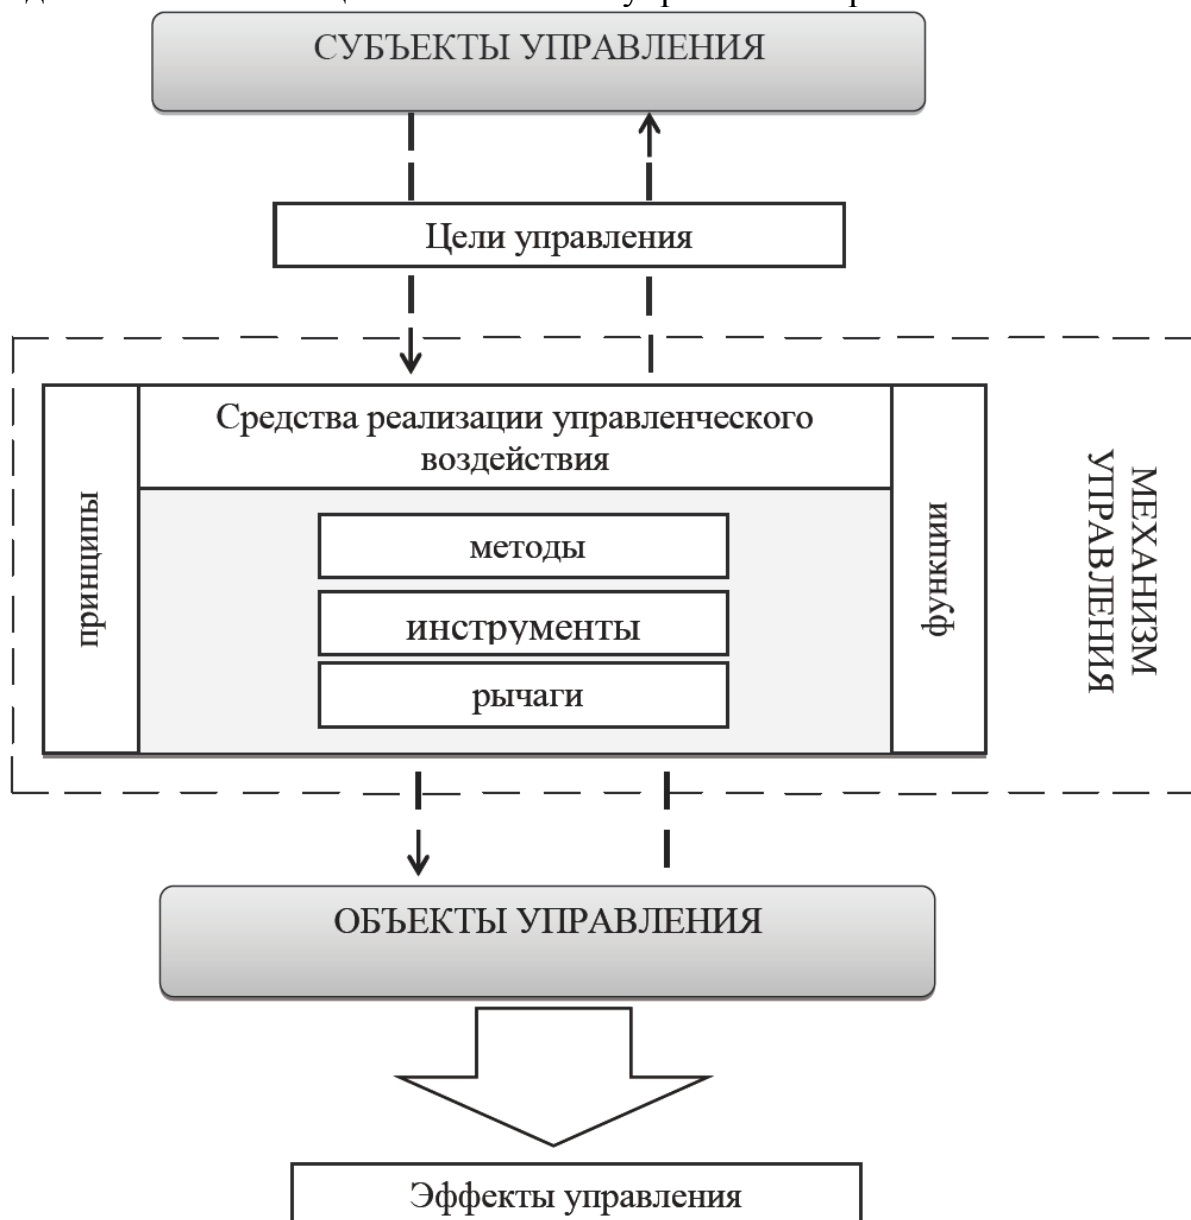 СУБЪЕКТЫ УПРАВЛЕНИЯ
Цели управления
Средства реализации управленческого
воздействия
принципы
методы
инструменты
рычаги
функции
МЕХАНИЗМ
УПРАВЛЕНИЯ
ОБЪЕКТЫ УПРАВЛЕНИЯ
Эффекты управления